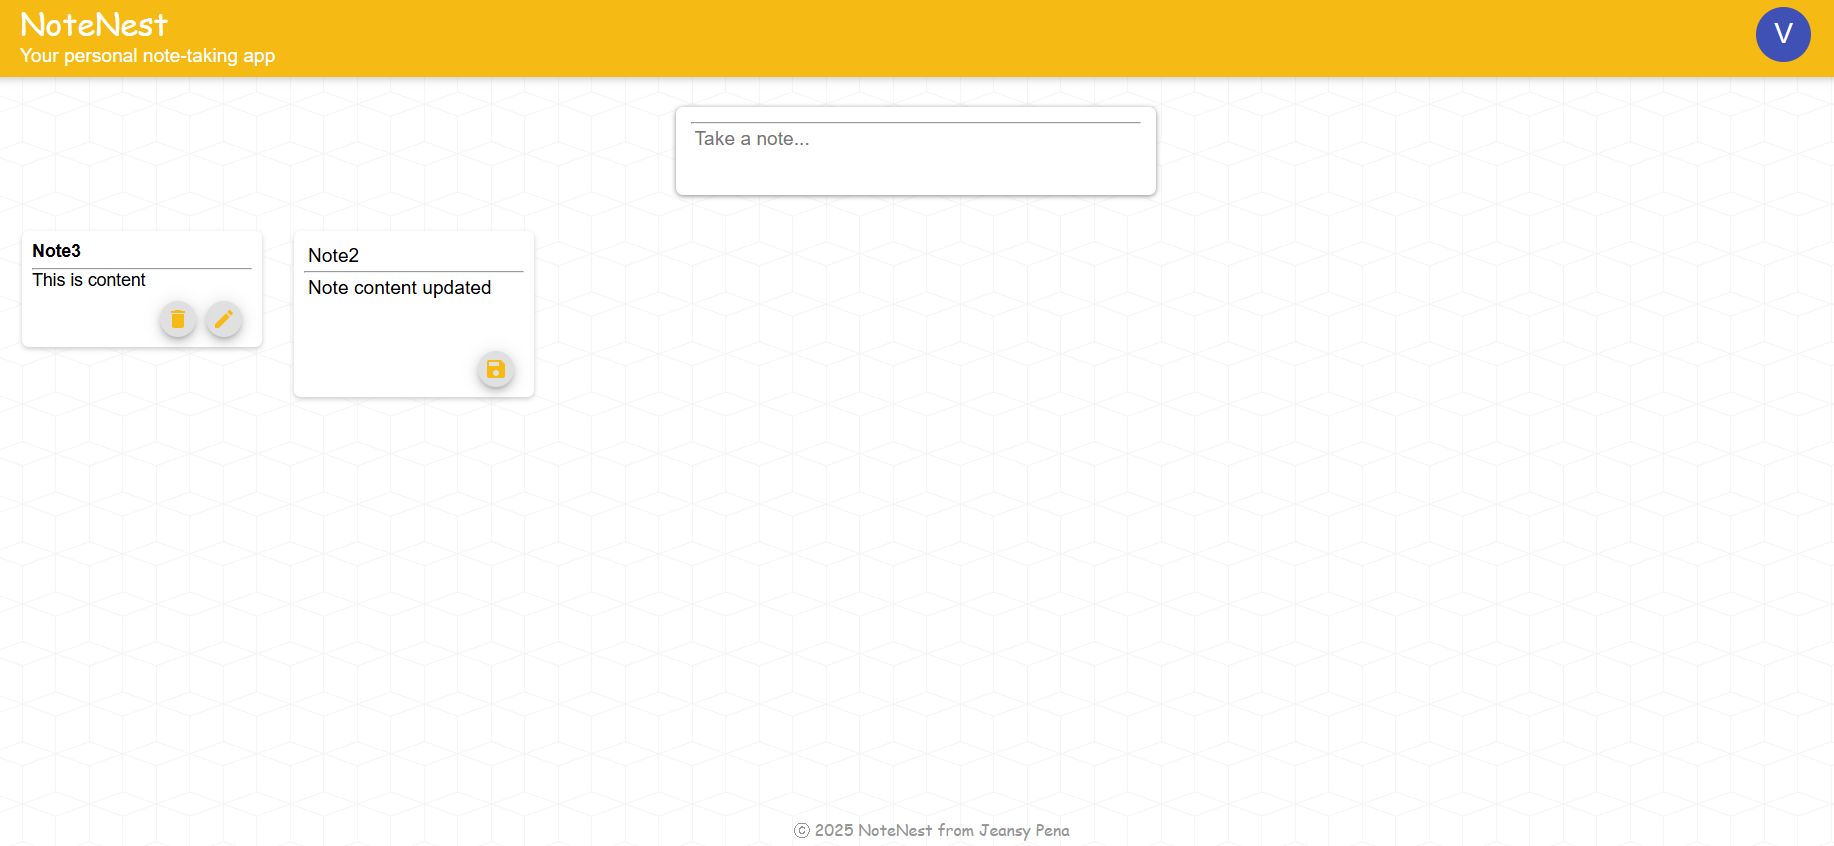 NoteNest
Your personal note-taking app
V
Take a note...
Note3
This is content
Note2
Note content updated
© 2025 NoteNest from Jeansy Pena